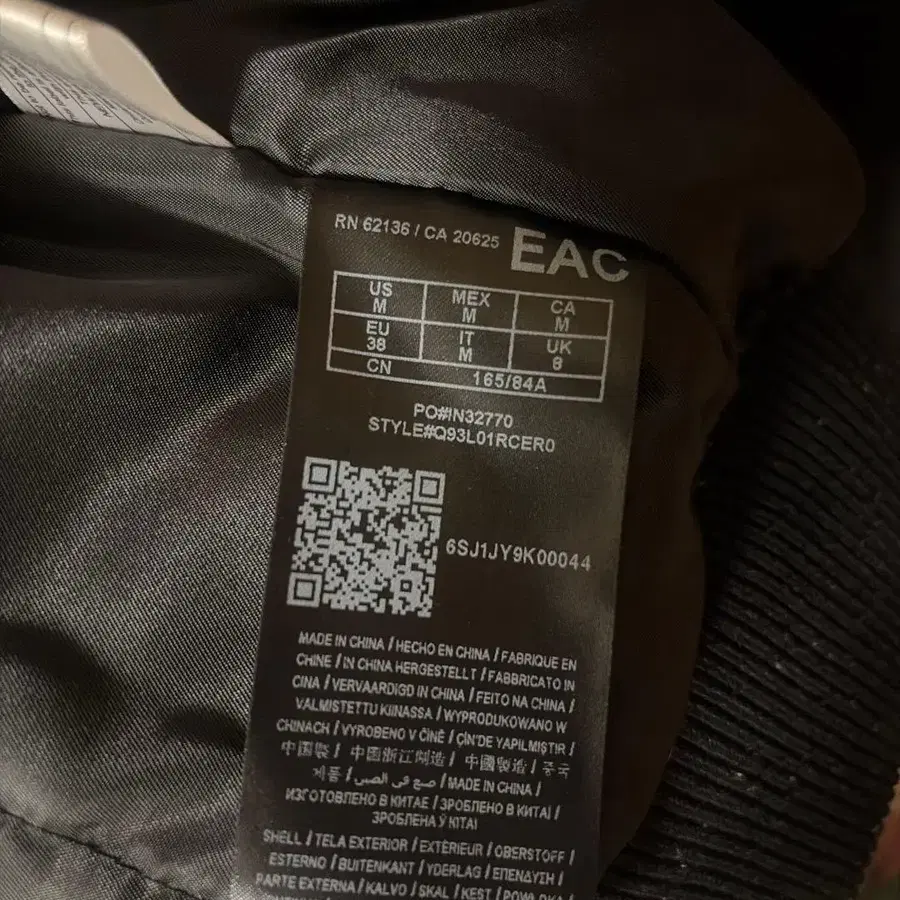 RN 62136 / CA 20625
EAC
US M
MEX M
CA M
EU 38
IT M
UK 8
CN 165/84A
PO#IN32770
STYLE#Q93L01RCER0
6SJ1JY9K00044
MADE IN CHINA / HECHO EN CHINA / FABRIQUE EN
CHINE / IN CHINA HERGESTELLT / FABBRICATO IN
CINA / VERVAARDIGD IN CHINA / FEITO NA CHINA /
VALMISTETTU KIINASSA / WYPRODUKOWANO W
CHINACH / VYROBENO V ČÍNĚ / ÇİN'DE YAPILMIŞTIR /
中国製 / 中国浙江制造 / 中國製造 / 중국
제품 / صنع في الصين / MADE IN CHINA /
ИЗГОТОВЛЕНО В КИТАЕ / ЗРОБЛЕНО В КИТАЇ /
ЗРОБЛЕНА Ў КІТАІ
SHELL / TELA EXTERIOR / EXTÉRIEUR / OBERSTOFF /
ESTERNO / BUITENKANT / YDERLAG / ΕΠΕΝΔΥΣΗ /
PARTE EXTERNA / KALVO / SKAL / KEST /